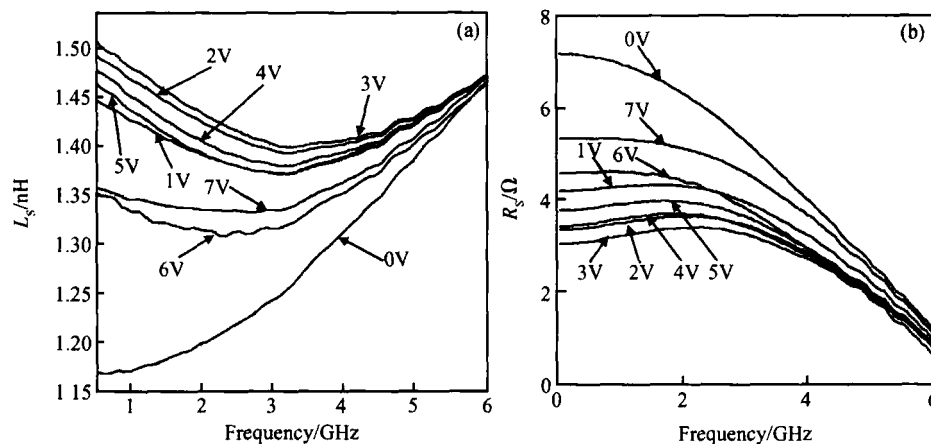 (a)
1.50
1.45
1.40
1.35
1.30
1.25
1.20
1.15
L_s/nH
2V
4V
3V
5V
1V
7V
6V
0V
1 2 3 4 5 6
Frequency/GHz
(b)
8
6
4
2
0
R_s/Ω
0V
7V
1V
6V
3V
2V
4V
5V
0 2 4 6
Frequency/GHz